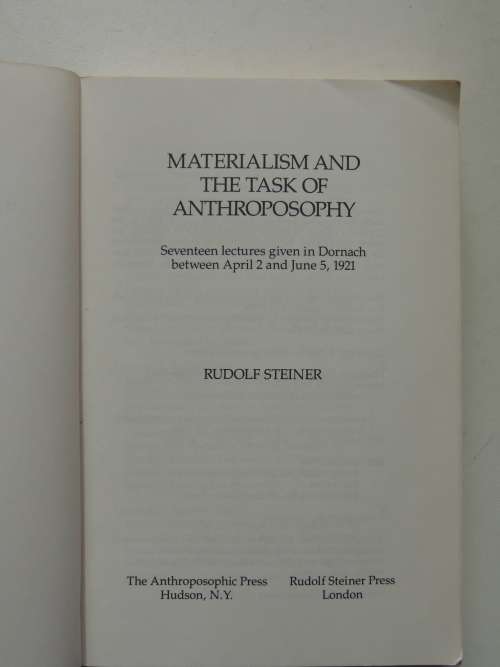 MATERIALISM AND
THE TASK OF
ANTHROPOSOPHY
Seventeen lectures given in Dornach
between April 2 and June 5, 1921
RUDOLF STEINER
The Anthroposophic Press
Hudson, N.Y.
Rudolf Steiner Press
London